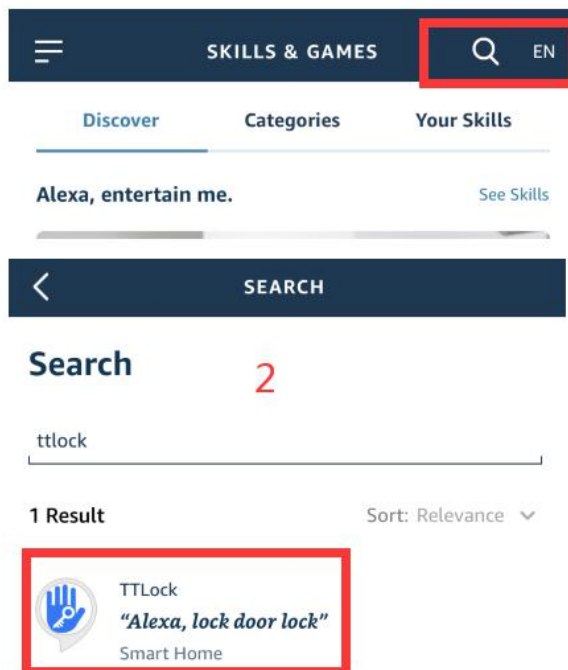 SKILLS & GAMES EN
Discover Categories Your Skills
Alexa, entertain me. See Skills
SEARCH
Search
2
ttlock
1 Result Sort: Relevance
TTLock
“Alexa, lock door lock”
Smart Home